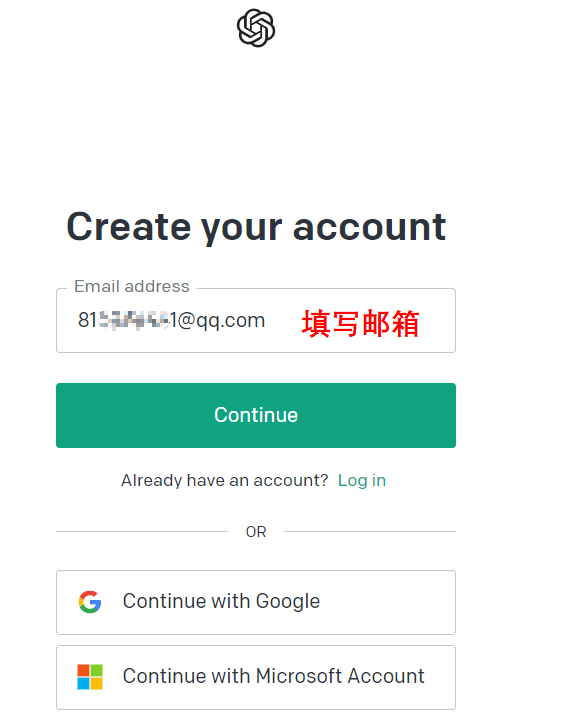 Create your account
Email address
81 1@qq.com 填写邮箱
Continue
Already have an account? Log in
OR
Continue with Google
Continue with Microsoft Account